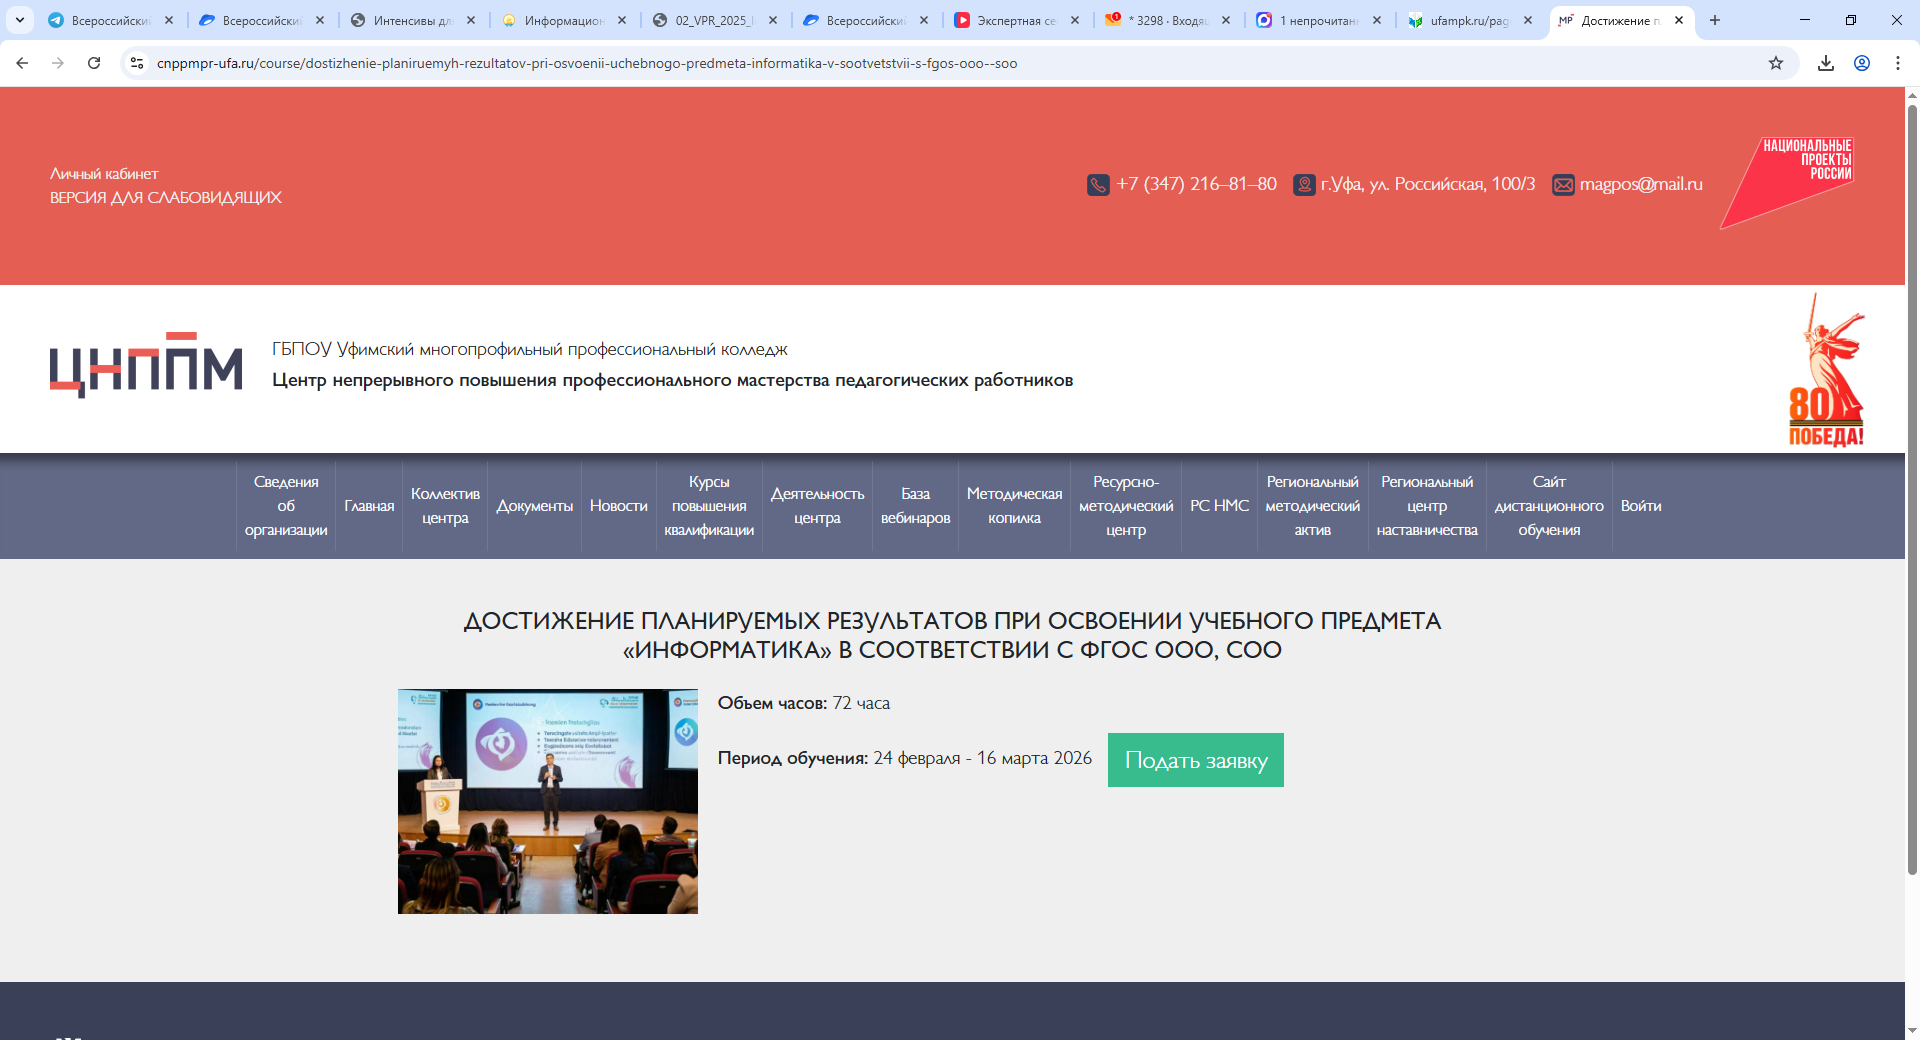 Всероссийски
Всероссийски
Интенсивы дл
Информацион
02_VPR_2025_
Всероссийски
Экспертная се
* 3298 · Входящ
1 непрочитанн
ufampk.ru/pag
Достижение п
cnppmpr-ufa.ru/course/dostizhenie-planiruemyh-rezultatov-pri-osvoenii-uchebnogo-predmeta-informatika-v-sootvetstvii-s-fgos-ooo--soo
Личный кабинет
ВЕРСИЯ ДЛЯ СЛАБОВИДЯЩИХ
+7 (347) 216–81–80
г.Уфа, ул. Российская, 100/3
magpos@mail.ru
НАЦИОНАЛЬНЫЕ
ПРОЕКТЫ
РОССИИ
ЦНППМ
ГБПОУ Уфимский многопрофильный профессиональный колледж
Центр непрерывного повышения профессионального мастерства педагогических работников
80
ПОБЕДА!
Сведения
об
организации
Главная
Коллектив
центра
Документы
Новости
Курсы
повышения
квалификации
Деятельность
центра
База
вебинаров
Методическая
копилка
Ресурсно-
методический
центр
РС НМС
Региональный
методический
актив
Региональный
центр
наставничества
Сайт
дистанционного
обучения
Войти
ДОСТИЖЕНИЕ ПЛАНИРУЕМЫХ РЕЗУЛЬТАТОВ ПРИ ОСВОЕНИИ УЧЕБНОГО ПРЕДМЕТА
«ИНФОРМАТИКА» В СООТВЕТСТВИИ С ФГОС ООО, СОО
Объем часов: 72 часа
Период обучения: 24 февраля - 16 марта 2026
Подать заявку